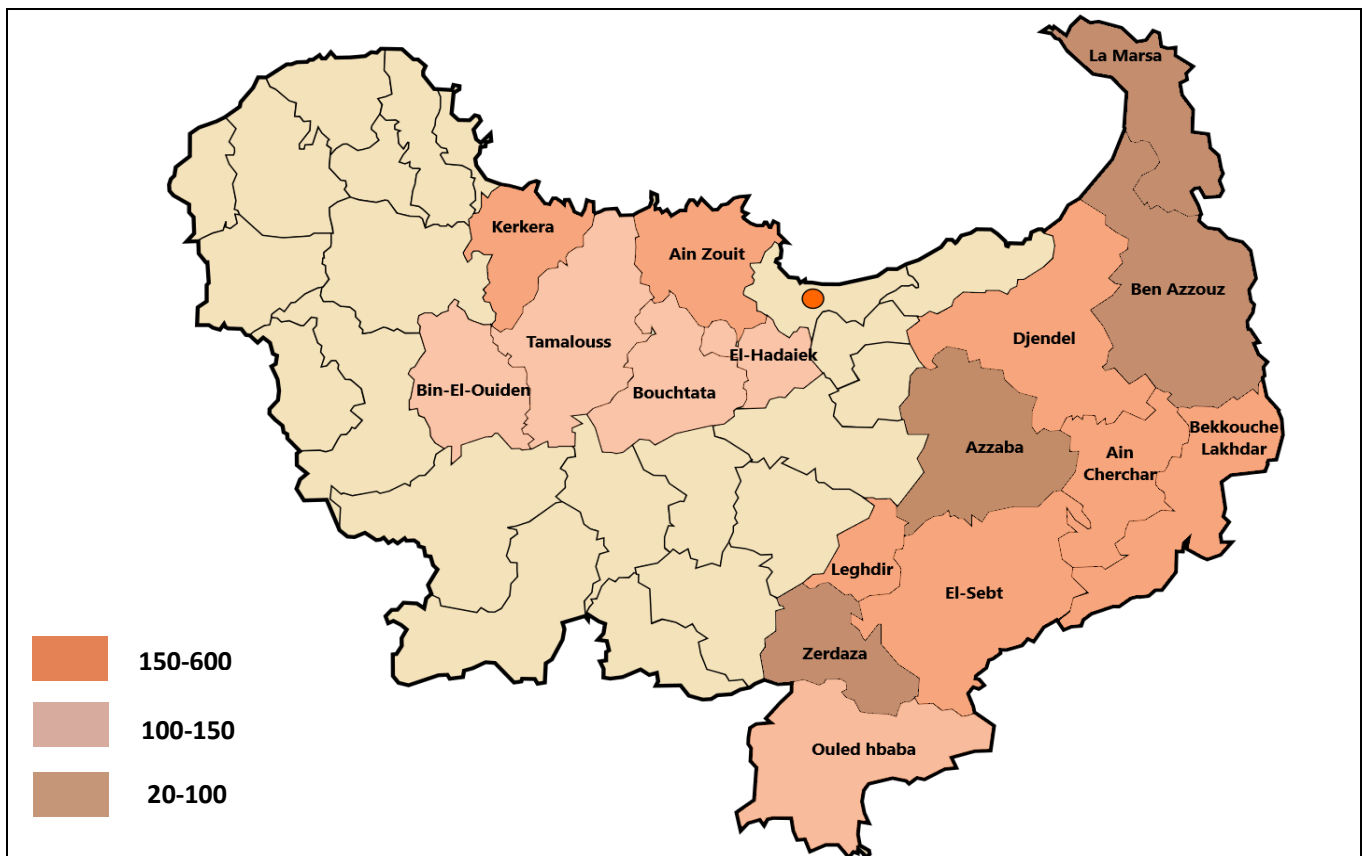 La Marsa
Kerkera
Ain Zouit
Ben Azzouz
Tamalouss
El-Hadaiek
Djendel
Bin-El-Ouiden
Bouchtata
Azzaba
Ain
Cherchar
Bekkouche
Lakhdar
Leghdir
El-Sebt
Zerdaza
Ouled hbaba
150-600
100-150
20-100